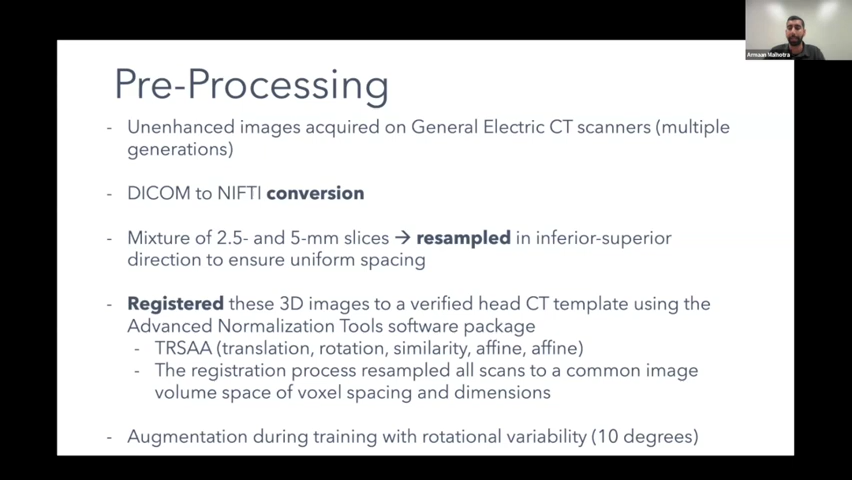 Armaan Malhotra
Pre-Processing
- Unenhanced images acquired on General Electric CT scanners (multiple
generations)
- DICOM to NIFTI conversion
- Mixture of 2.5- and 5-mm slices → resampled in inferior-superior
direction to ensure uniform spacing
- Registered these 3D images to a verified head CT template using the
Advanced Normalization Tools software package
- TRSAA (translation, rotation, similarity, affine, affine)
- The registration process resampled all scans to a common image
volume space of voxel spacing and dimensions
- Augmentation during training with rotational variability (10 degrees)